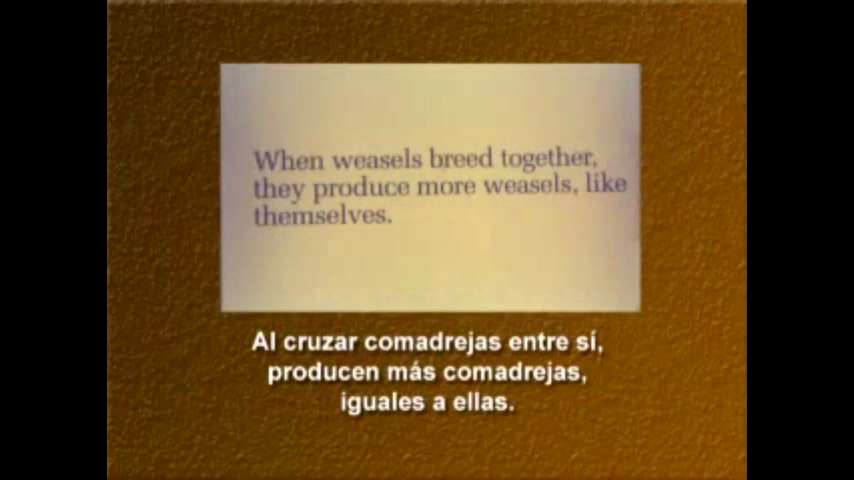 When weasels breed together,
they produce more weasels, like
themselves.
Al cruzar comadrejas entre sí,
producen más comadrejas,
iguales a ellas.